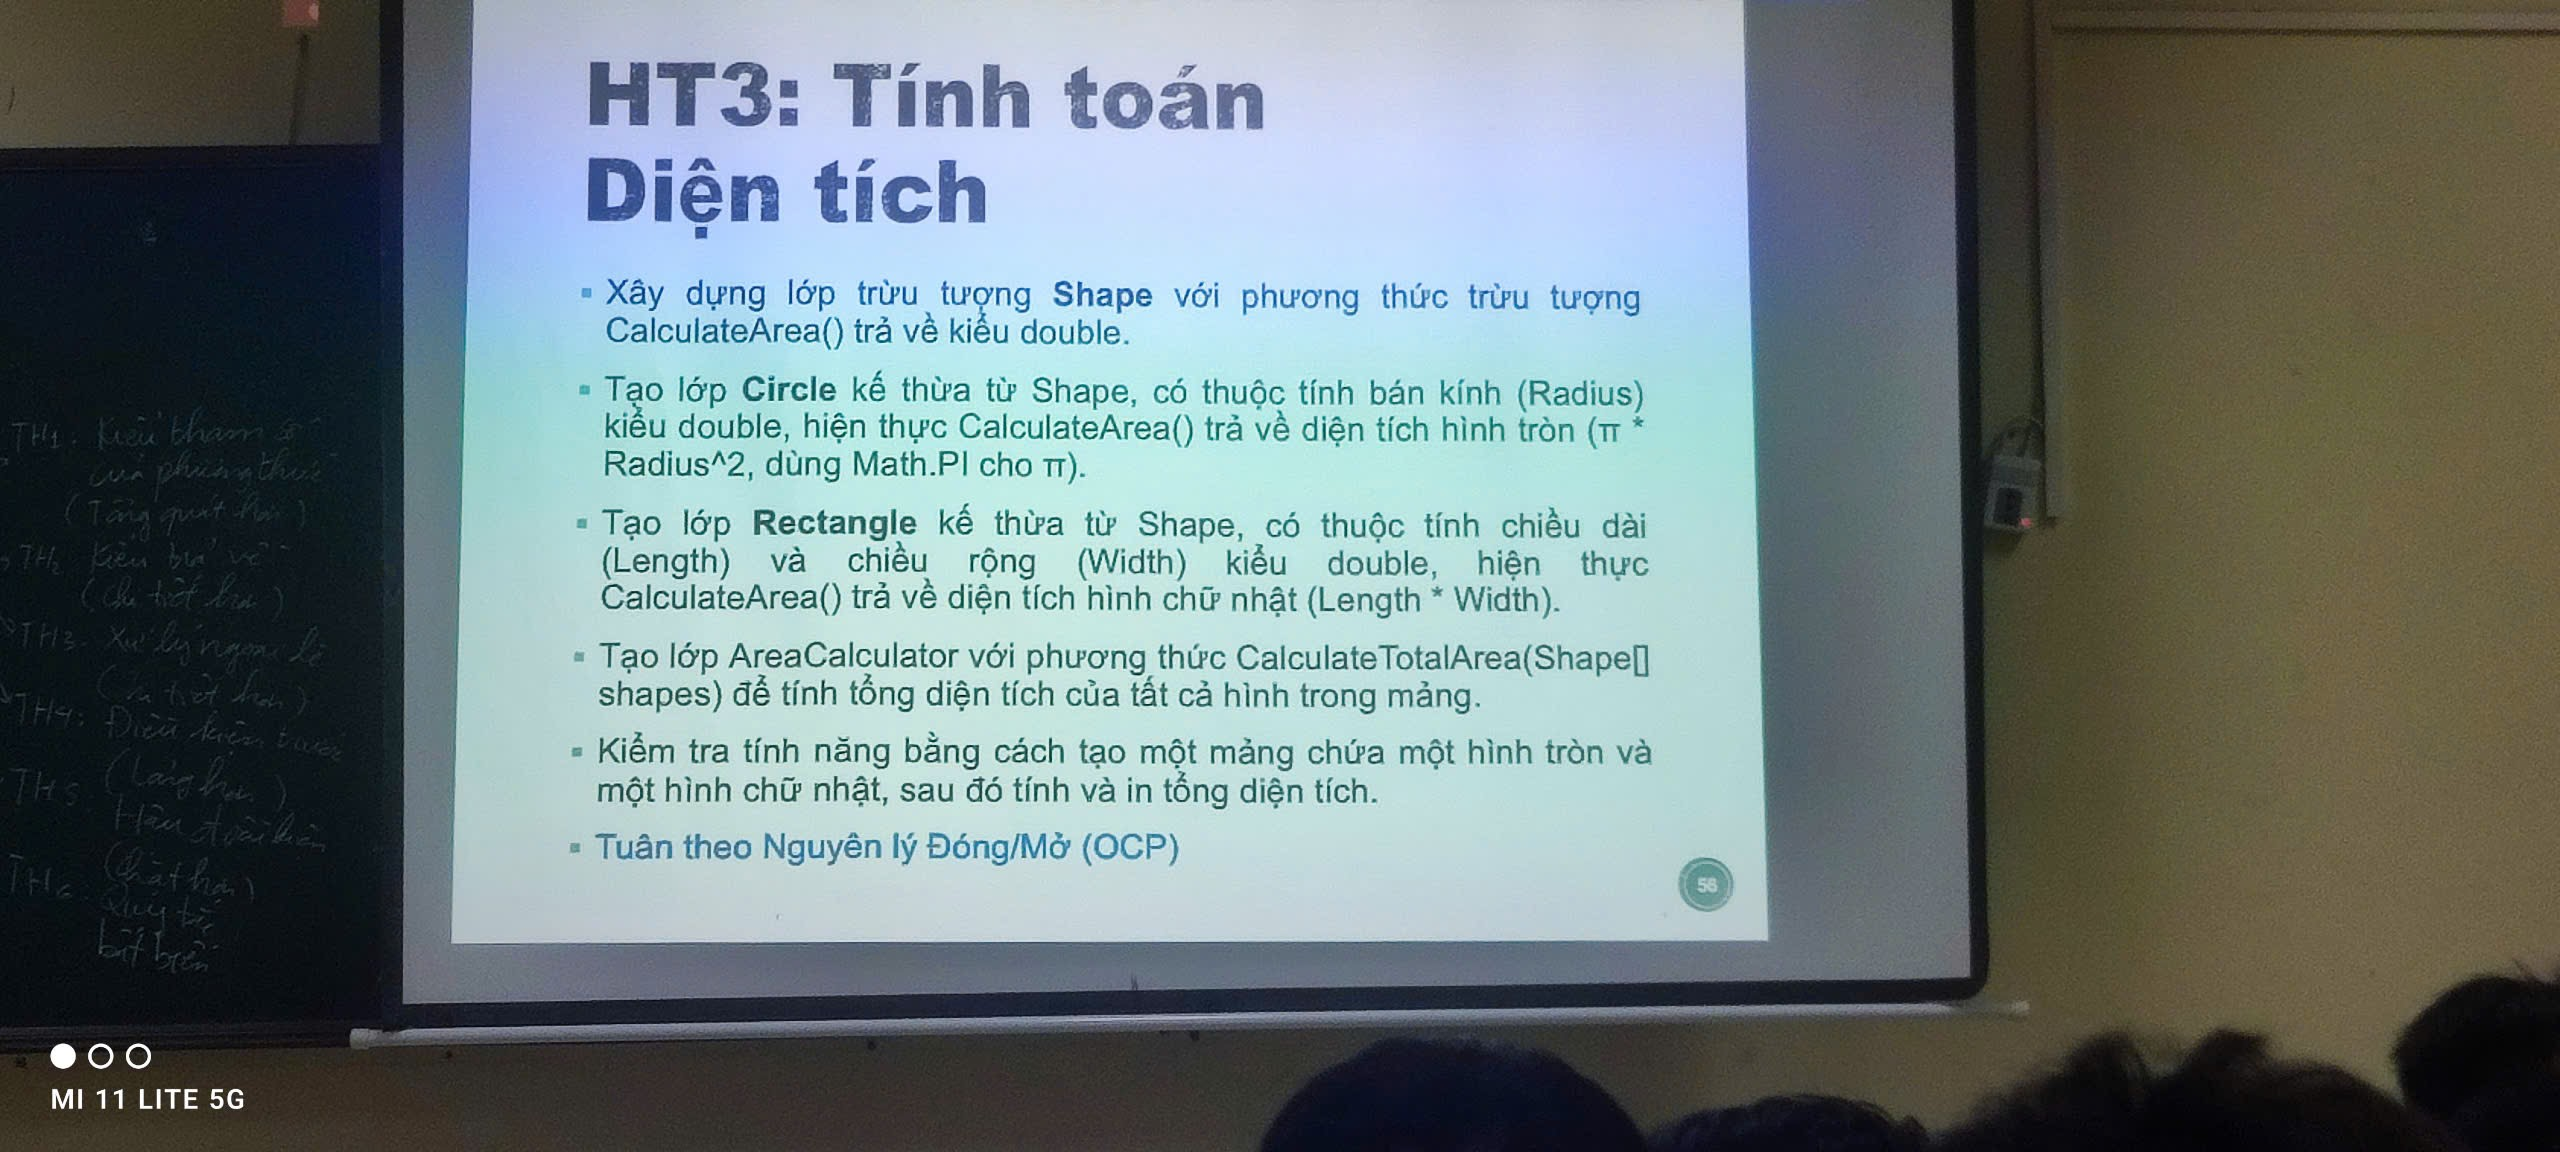 HT3: Tính toán
Diện tích
Xây dựng lớp trừu tượng Shape với phương thức trừu tượng
CalculateArea() trả về kiểu double.
Tạo lớp Circle kế thừa từ Shape, có thuộc tính bán kính (Radius)
kiểu double, hiện thực CalculateArea() trả về diện tích hình tròn (π *
Radius^2, dùng Math.PI cho π).
Tạo lớp Rectangle kế thừa từ Shape, có thuộc tính chiều dài
(Length) và chiều rộng (Width) kiểu double, hiện thực
CalculateArea() trả về diện tích hình chữ nhật (Length * Width).
Tạo lớp AreaCalculator với phương thức CalculateTotalArea(Shape[]
shapes) để tính tổng diện tích của tất cả hình trong mảng.
Kiểm tra tính năng bằng cách tạo một mảng chứa một hình tròn và
một hình chữ nhật, sau đó tính và in tổng diện tích.
Tuân theo Nguyên lý Đóng/Mở (OCP)
56
TH1: Kiểu tham số
của phương thức
(Tổng quát hơn)
TH2 Kiểu trả về
(Chi tiết hơn)
TH3. Xử lý ngoại lệ
(Chi tiết hơn)
TH4: Điều kiện trước
(Lỏng hơn)
TH5 Hậu điều kiện
(Chặt hơn)
TH6: Quy tắc
bất biến
MI 11 LITE 5G